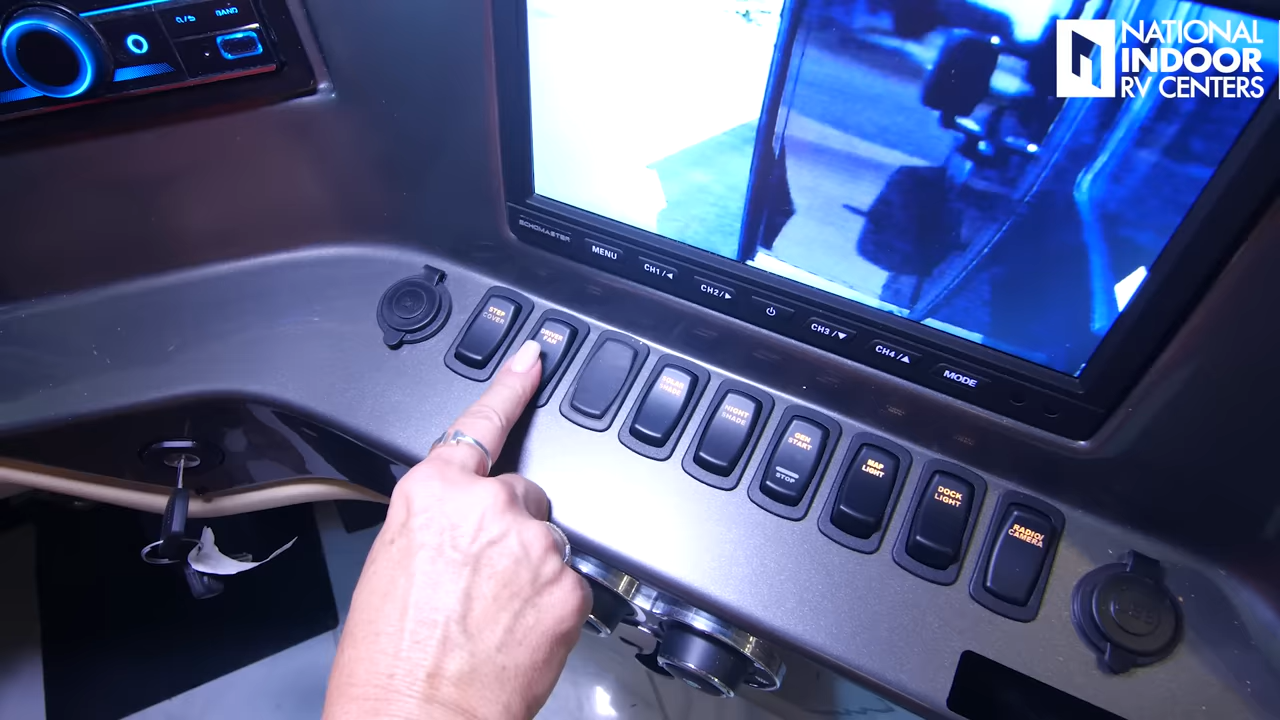 A/S
BAND
NATIONAL
INDOOR
RV CENTERS
ECHOMASTER
MENU
CH1/◀
CH2/▶
CH3/▼
CH4/▲
MODE
STEP
COVER
DRIVER
FAN
SOLAR
SHADE
NIGHT
SHADE
GEN
START
STOP
MAP
LIGHT
DOCK
LIGHT
RADIO/
CAMERA